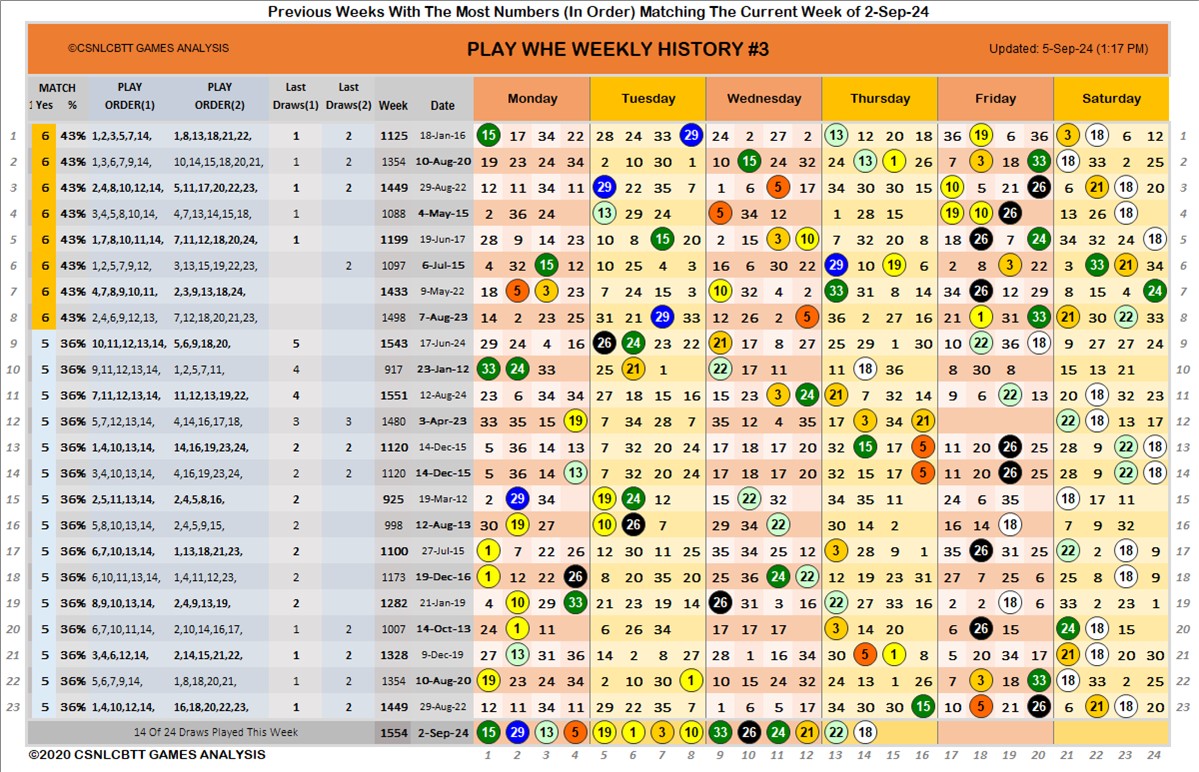 Previous Weeks With The Most Numbers (In Order) Matching The Current Week of 2-Sep-24
©CSNLCBTT GAMES ANALYSIS PLAY WHE WEEKLY HISTORY #3 Updated: 5-Sep-24 (1:17 PM)
MATCH PLAY PLAY Last Last
Yes % ORDER(1) ORDER(2) Draws(1) Draws(2) Week Date Monday Tuesday Wednesday Thursday Friday Saturday
1 6 43% 1,2,3,5,7,14, 1,8,13,18,21,22, 1 2 1125 18-Jan-16 15 17 34 22 28 24 33 29 24 2 27 2 13 12 20 18 36 19 6 36 3 18 6 12 1
2 6 43% 1,3,6,7,9,14, 10,14,15,18,20,21, 1 2 1354 10-Aug-20 19 23 24 34 2 10 30 1 10 15 24 32 24 13 1 26 7 3 18 33 18 33 2 25 2
3 6 43% 2,4,8,10,12,14, 5,11,17,20,22,23, 1 2 1449 29-Aug-22 12 11 34 11 29 22 35 7 1 6 5 17 34 30 30 15 10 5 21 26 6 21 18 20 3
4 6 43% 3,4,5,8,10,14, 4,7,13,14,15,18, 1 1088 4-May-15 2 36 24 13 29 24 5 34 12 1 28 15 19 10 26 13 26 18 4
5 6 43% 1,7,8,10,11,14, 7,11,12,18,20,24, 1 1199 19-Jun-17 28 9 14 23 10 8 15 20 2 15 3 10 7 32 20 8 18 26 7 24 34 32 24 18 5
6 6 43% 1,2,5,7,9,12, 3,13,15,19,22,23, 2 1097 6-Jul-15 4 32 15 12 10 25 4 3 16 6 30 22 29 10 19 6 2 8 3 22 3 33 21 34 6
7 6 43% 4,7,8,9,10,11, 2,3,9,13,18,24, 1433 9-May-22 18 5 3 23 7 24 15 3 10 32 4 2 33 31 8 14 34 26 12 29 8 15 4 24 7
8 6 43% 2,4,6,9,12,13, 7,12,18,20,21,23, 1498 7-Aug-23 14 2 23 25 31 21 29 33 12 26 2 5 36 2 27 16 21 1 31 33 21 30 22 33 8
9 5 36% 10,11,12,13,14, 5,6,9,18,20, 5 1543 17-Jun-24 29 24 4 16 26 24 23 22 21 17 8 27 25 29 1 30 10 22 36 18 9 27 27 24 9
10 5 36% 9,11,12,13,14, 1,2,5,7,11, 4 917 23-Jan-12 33 24 33 25 21 1 22 17 11 11 18 36 8 30 8 15 13 21 10
11 5 36% 7,11,12,13,14, 11,12,13,19,22, 4 1551 12-Aug-24 23 6 34 34 27 18 15 16 15 23 3 24 21 7 32 14 9 6 22 13 20 18 32 23 11
12 5 36% 5,7,12,13,14, 4,14,16,17,18, 3 3 1480 3-Apr-23 33 35 15 19 7 34 28 7 35 12 4 35 17 3 34 21 22 18 13 17 12
13 5 36% 1,4,10,13,14, 4,16,19,23,24, 2 2 1120 14-Dec-15 5 36 14 13 7 32 20 24 17 18 17 20 32 15 17 5 11 20 26 25 28 9 22 18 13
14 5 36% 3,4,10,13,14, 4,16,19,23,24, 2 2 1120 14-Dec-15 5 36 14 13 7 32 20 24 17 18 17 20 32 15 17 5 11 20 26 25 28 9 22 18 14
15 5 36% 2,5,11,13,14, 2,4,5,8,16, 2 925 19-Mar-12 2 29 34 19 24 12 15 22 32 34 35 11 24 6 35 18 17 11 15
16 5 36% 5,8,10,13,14, 2,4,5,9,15, 2 998 12-Aug-13 30 19 27 10 26 7 29 34 22 30 14 2 16 14 18 7 9 32 16
17 5 36% 6,7,10,13,14, 1,13,18,21,23, 2 1100 27-Jul-15 1 7 22 26 12 30 11 25 35 34 25 12 3 28 9 1 35 26 31 25 22 2 18 9 17
18 5 36% 6,10,11,13,14, 1,4,11,12,23, 2 1173 19-Dec-16 1 12 22 26 8 20 35 20 25 36 24 22 12 19 23 31 27 7 25 6 25 8 18 9 18
19 5 36% 8,9,10,13,14, 2,4,9,13,19, 2 1282 21-Jan-19 4 10 29 33 21 23 19 14 26 31 3 16 22 27 33 16 2 2 18 6 33 2 23 1 19
20 5 36% 6,7,10,11,14, 2,10,14,16,17, 1 2 1007 14-Oct-13 24 1 11 6 26 34 17 17 17 3 14 20 6 26 15 24 18 15 20
21 5 36% 3,4,6,12,14, 2,14,15,21,22, 1 2 1328 9-Dec-19 27 13 31 36 14 2 8 27 28 1 16 34 30 5 1 8 5 20 34 17 21 18 20 30 21
22 5 36% 5,6,7,9,14, 1,8,18,20,21, 1 2 1354 10-Aug-20 19 23 24 34 2 10 30 1 10 15 24 32 24 13 1 26 7 3 18 33 18 33 2 25 22
23 5 36% 1,4,10,12,14, 16,18,20,22,23, 1 2 1449 29-Aug-22 12 11 34 11 29 22 35 7 1 6 5 17 34 30 30 15 10 5 21 26 6 21 18 20 23
14 Of 24 Draws Played This Week 1554 2-Sep-24 15 29 13 5 19 1 3 10 33 26 24 21 22 18
©2020 CSNLCBTT GAMES ANALYSIS 1 2 3 4 5 6 7 8 9 10 11 12 13 14 15 16 17 18 19 20 21 22 23 24